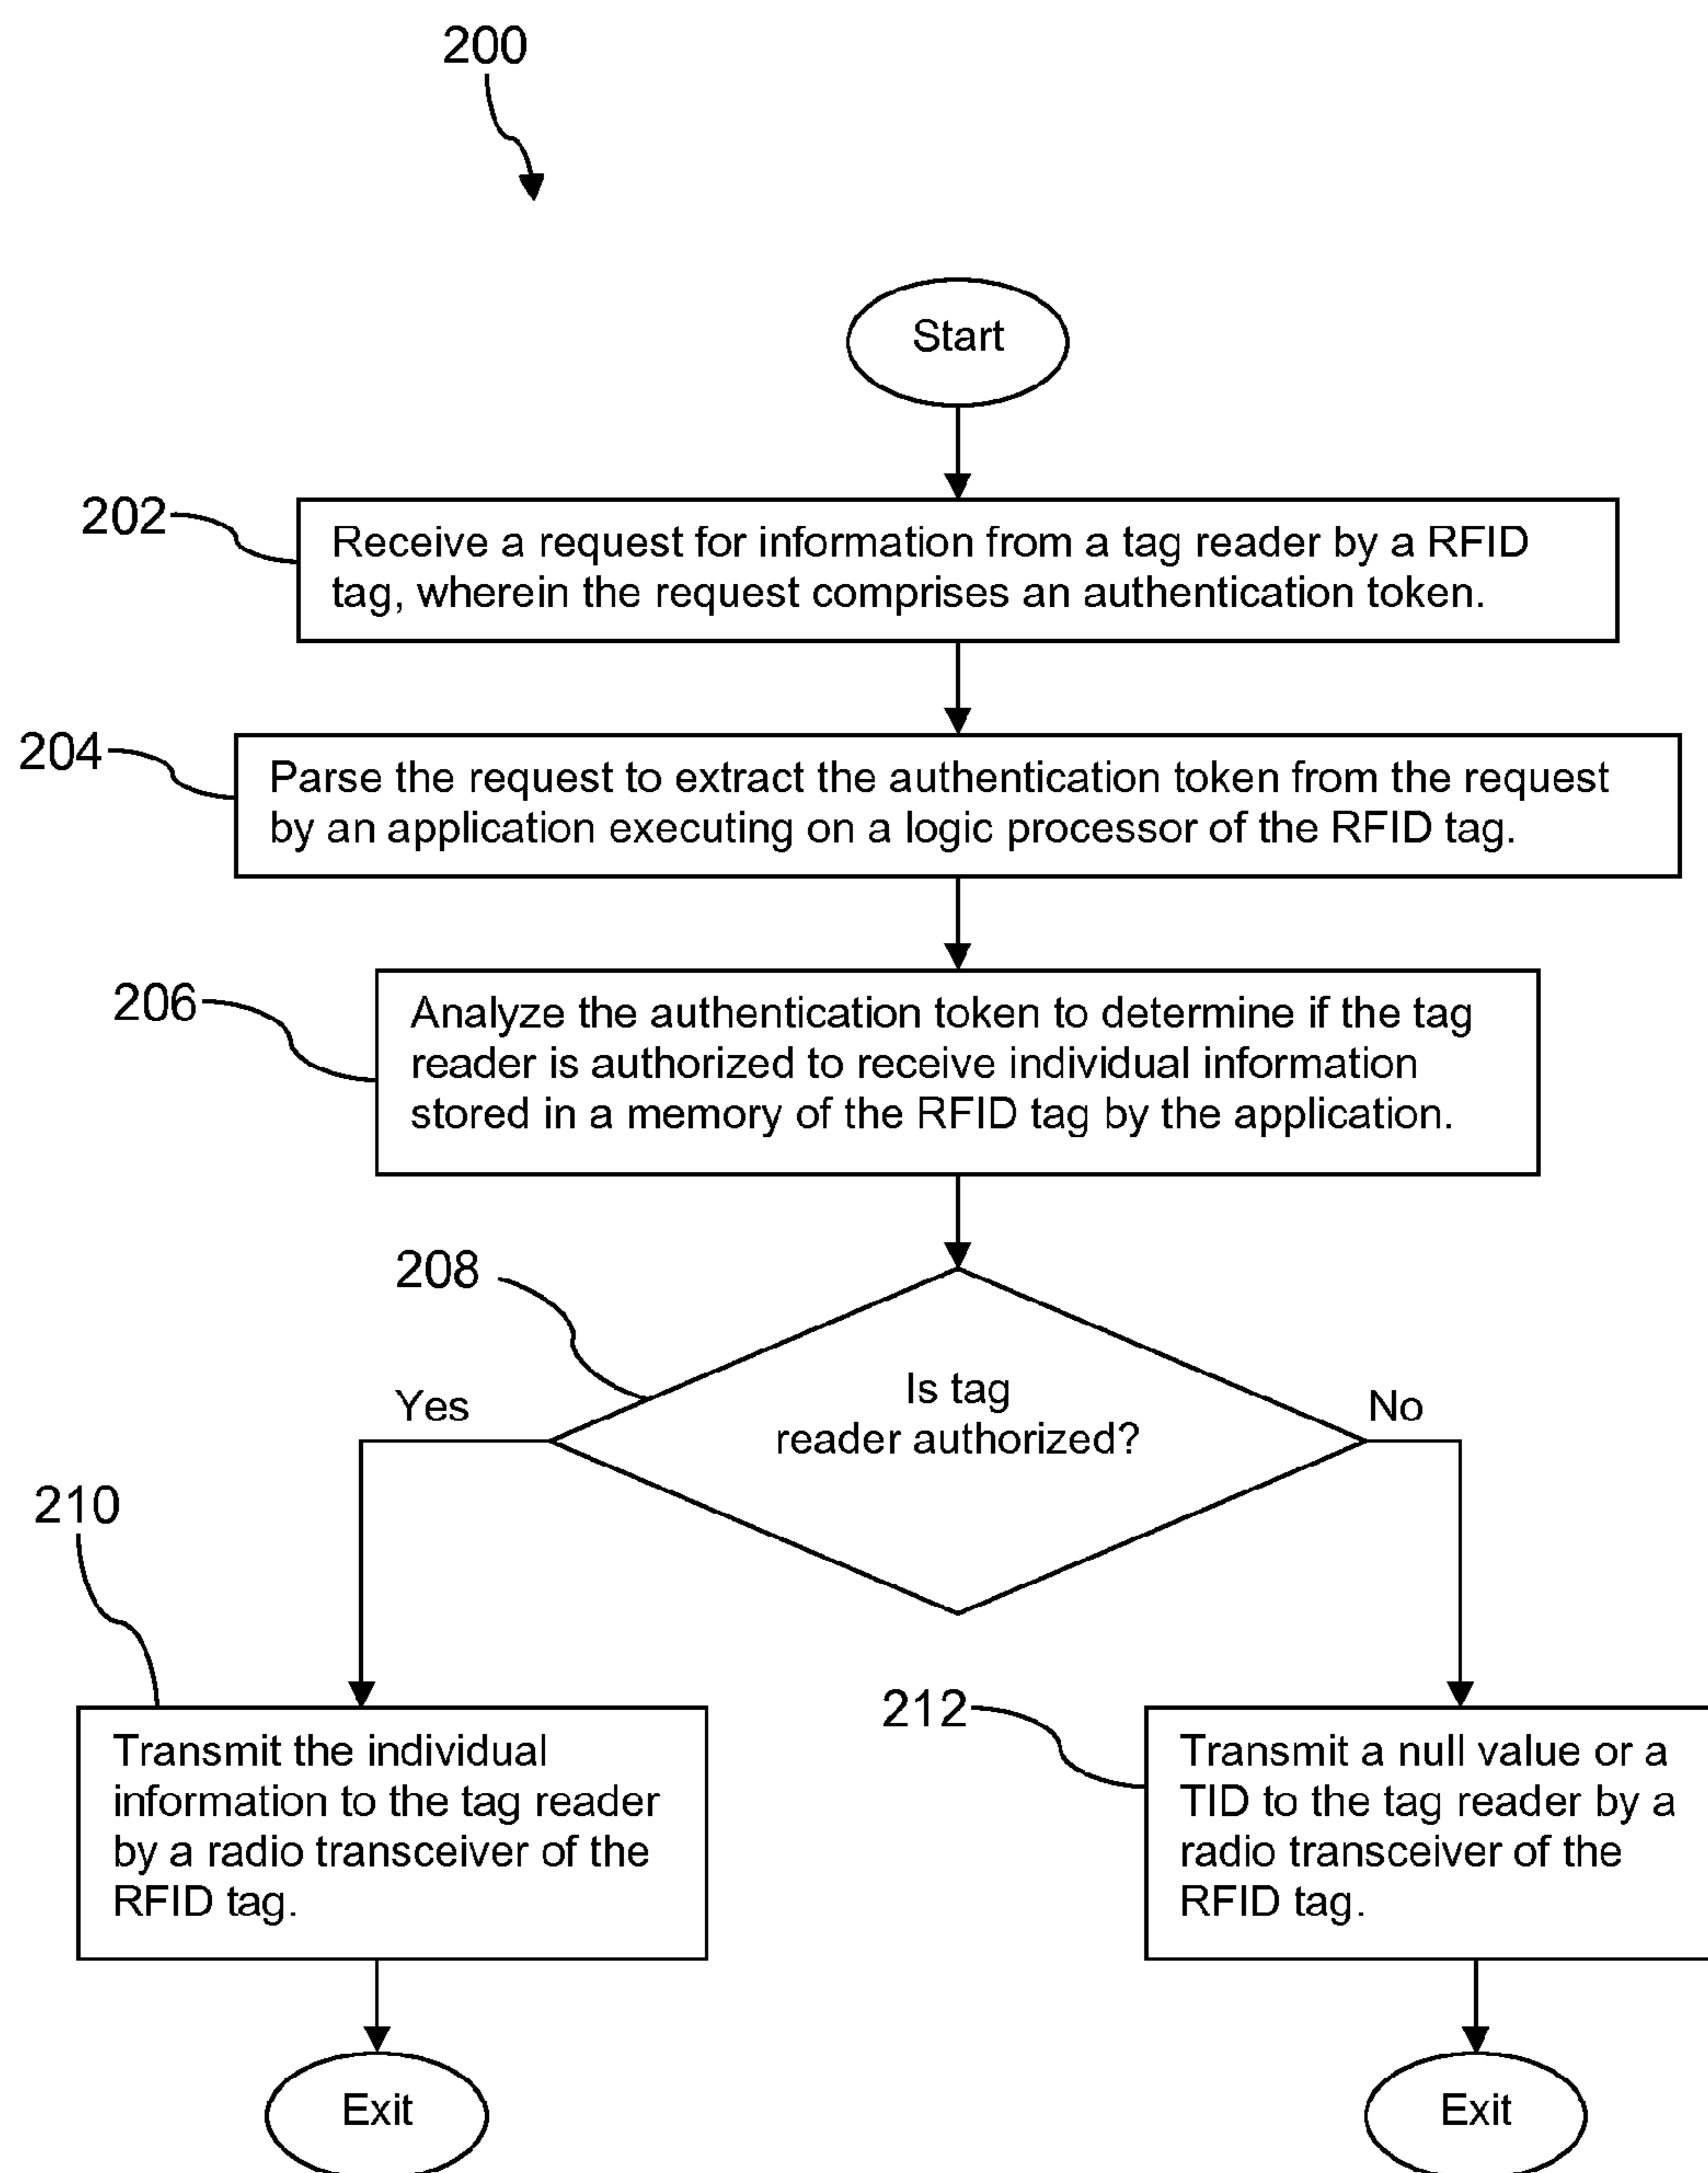 200
Start
202
Receive a request for information from a tag reader by a RFID
tag, wherein the request comprises an authentication token.
204
Parse the request to extract the authentication token from the request
by an application executing on a logic processor of the RFID tag.
206
Analyze the authentication token to determine if the tag
reader is authorized to receive individual information
stored in a memory of the RFID tag by the application.
208
Is tag
reader authorized?
Yes
No
210
Transmit the individual
information to the tag reader
by a radio transceiver of the
RFID tag.
212
Transmit a null value or a
TID to the tag reader by a
radio transceiver of the
RFID tag.
Exit
Exit